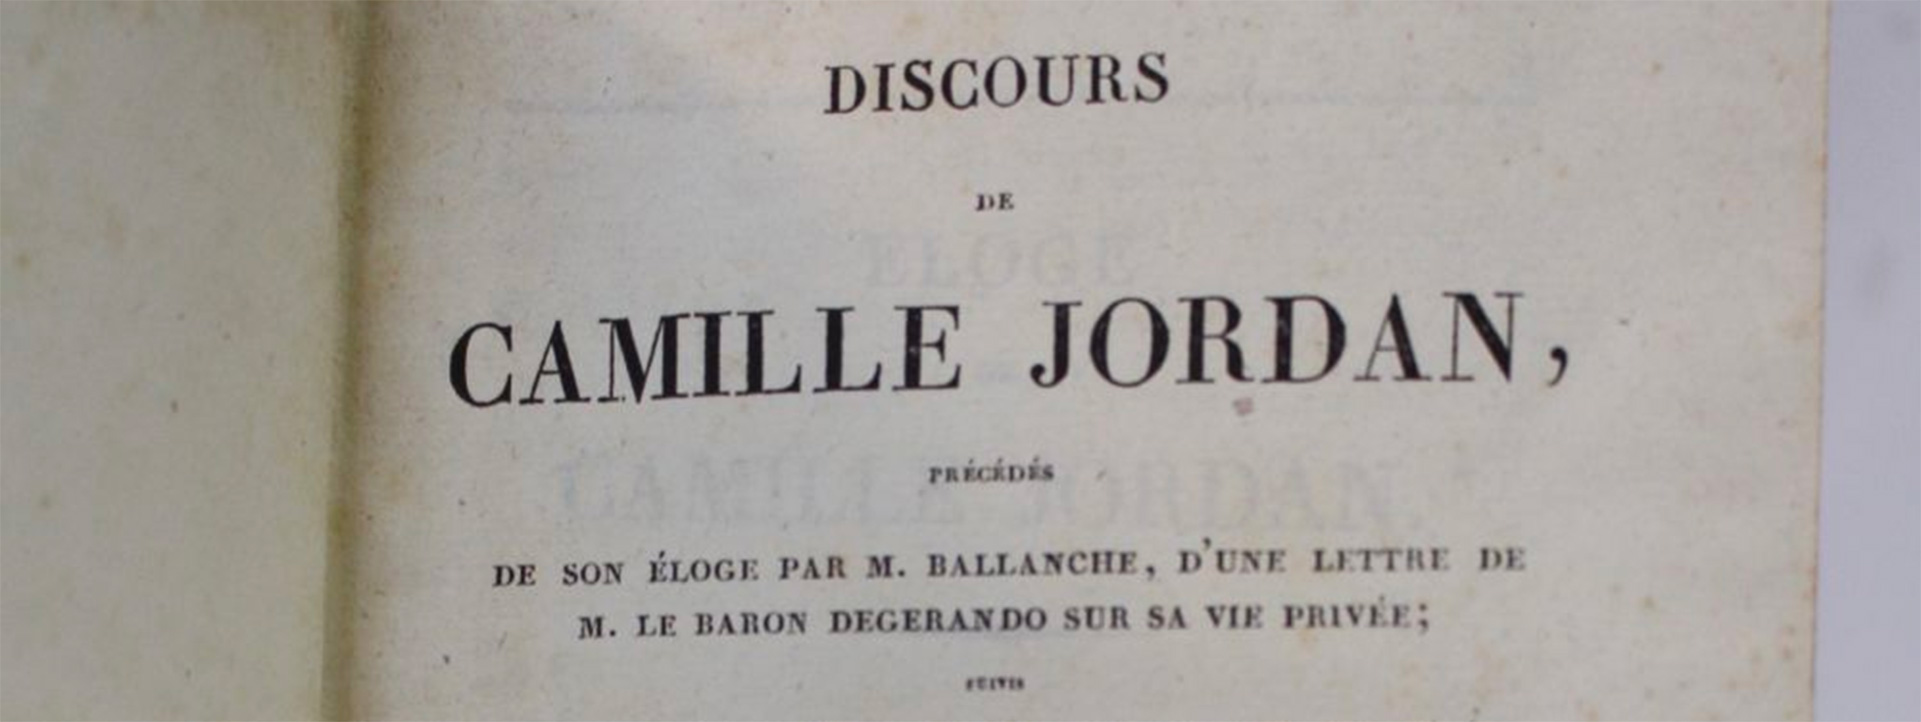 DISCOURS
DE
CAMILLE JORDAN,
PRÉCÉDÉS
DE SON ÉLOGE PAR M. BALLANCHE, D'UNE LETTRE DE
M. LE BARON DEGERANDO SUR SA VIE PRIVÉE;
SUIVIS